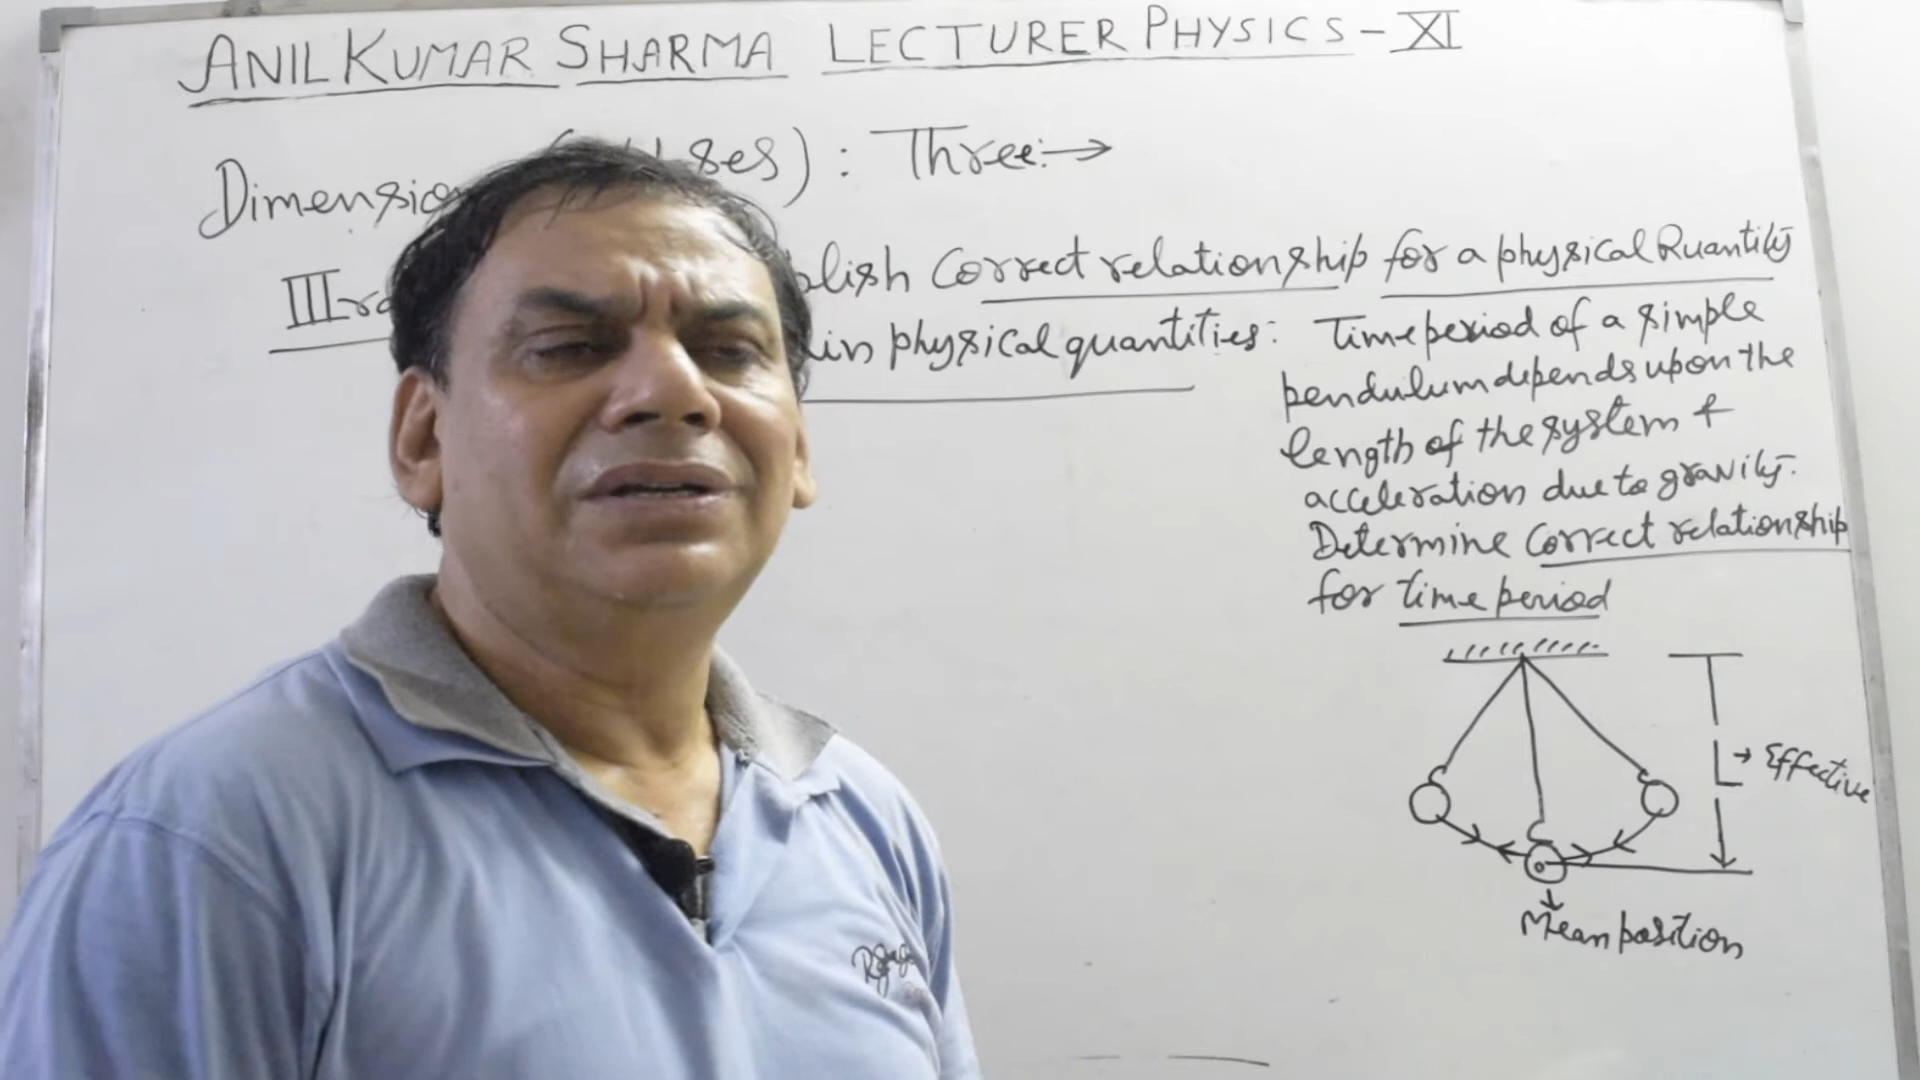 ANIL KUMAR SHARMA LECTURER PHYSICS - XI
Dimension ses) : Three :→
III olish Correct relationship for a physical Quantity
in physical quantities: Time period of a simple
pendulum depends upon the
length of the system +
acceleration due to gravity.
Determine Correct relationship
for time period
L → Effective
Mean position